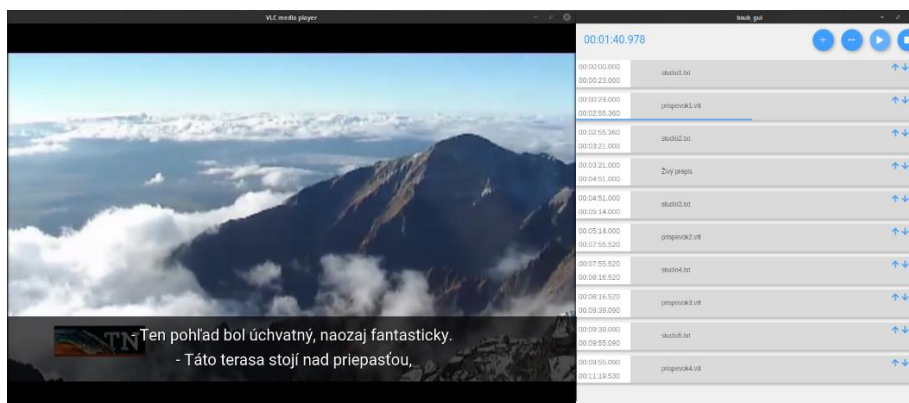 VLC media player
TN
- Ten pohľad bol úchvatný, naozaj fantasticky.
- Táto terasa stojí nad priepasťou,
bsub_gui
00:01:40.978
00:00:00.000
00:00:23.000
studio1.txt
00:00:23.000
00:02:55.360
prispevok1.vtt
00:02:55.360
00:03:21.000
studio2.txt
00:03:21.000
00:04:51.000
Živý prepis
00:04:51.000
00:05:14.000
studio3.txt
00:05:14.000
00:07:55.520
prispevok2.vtt
00:07:55.520
00:08:16.520
studio4.txt
00:08:16.520
00:09:39.090
prispevok3.vtt
00:09:39.090
00:09:55.090
studio5.txt
00:09:55.090
00:11:19.530
prispevok4.vtt